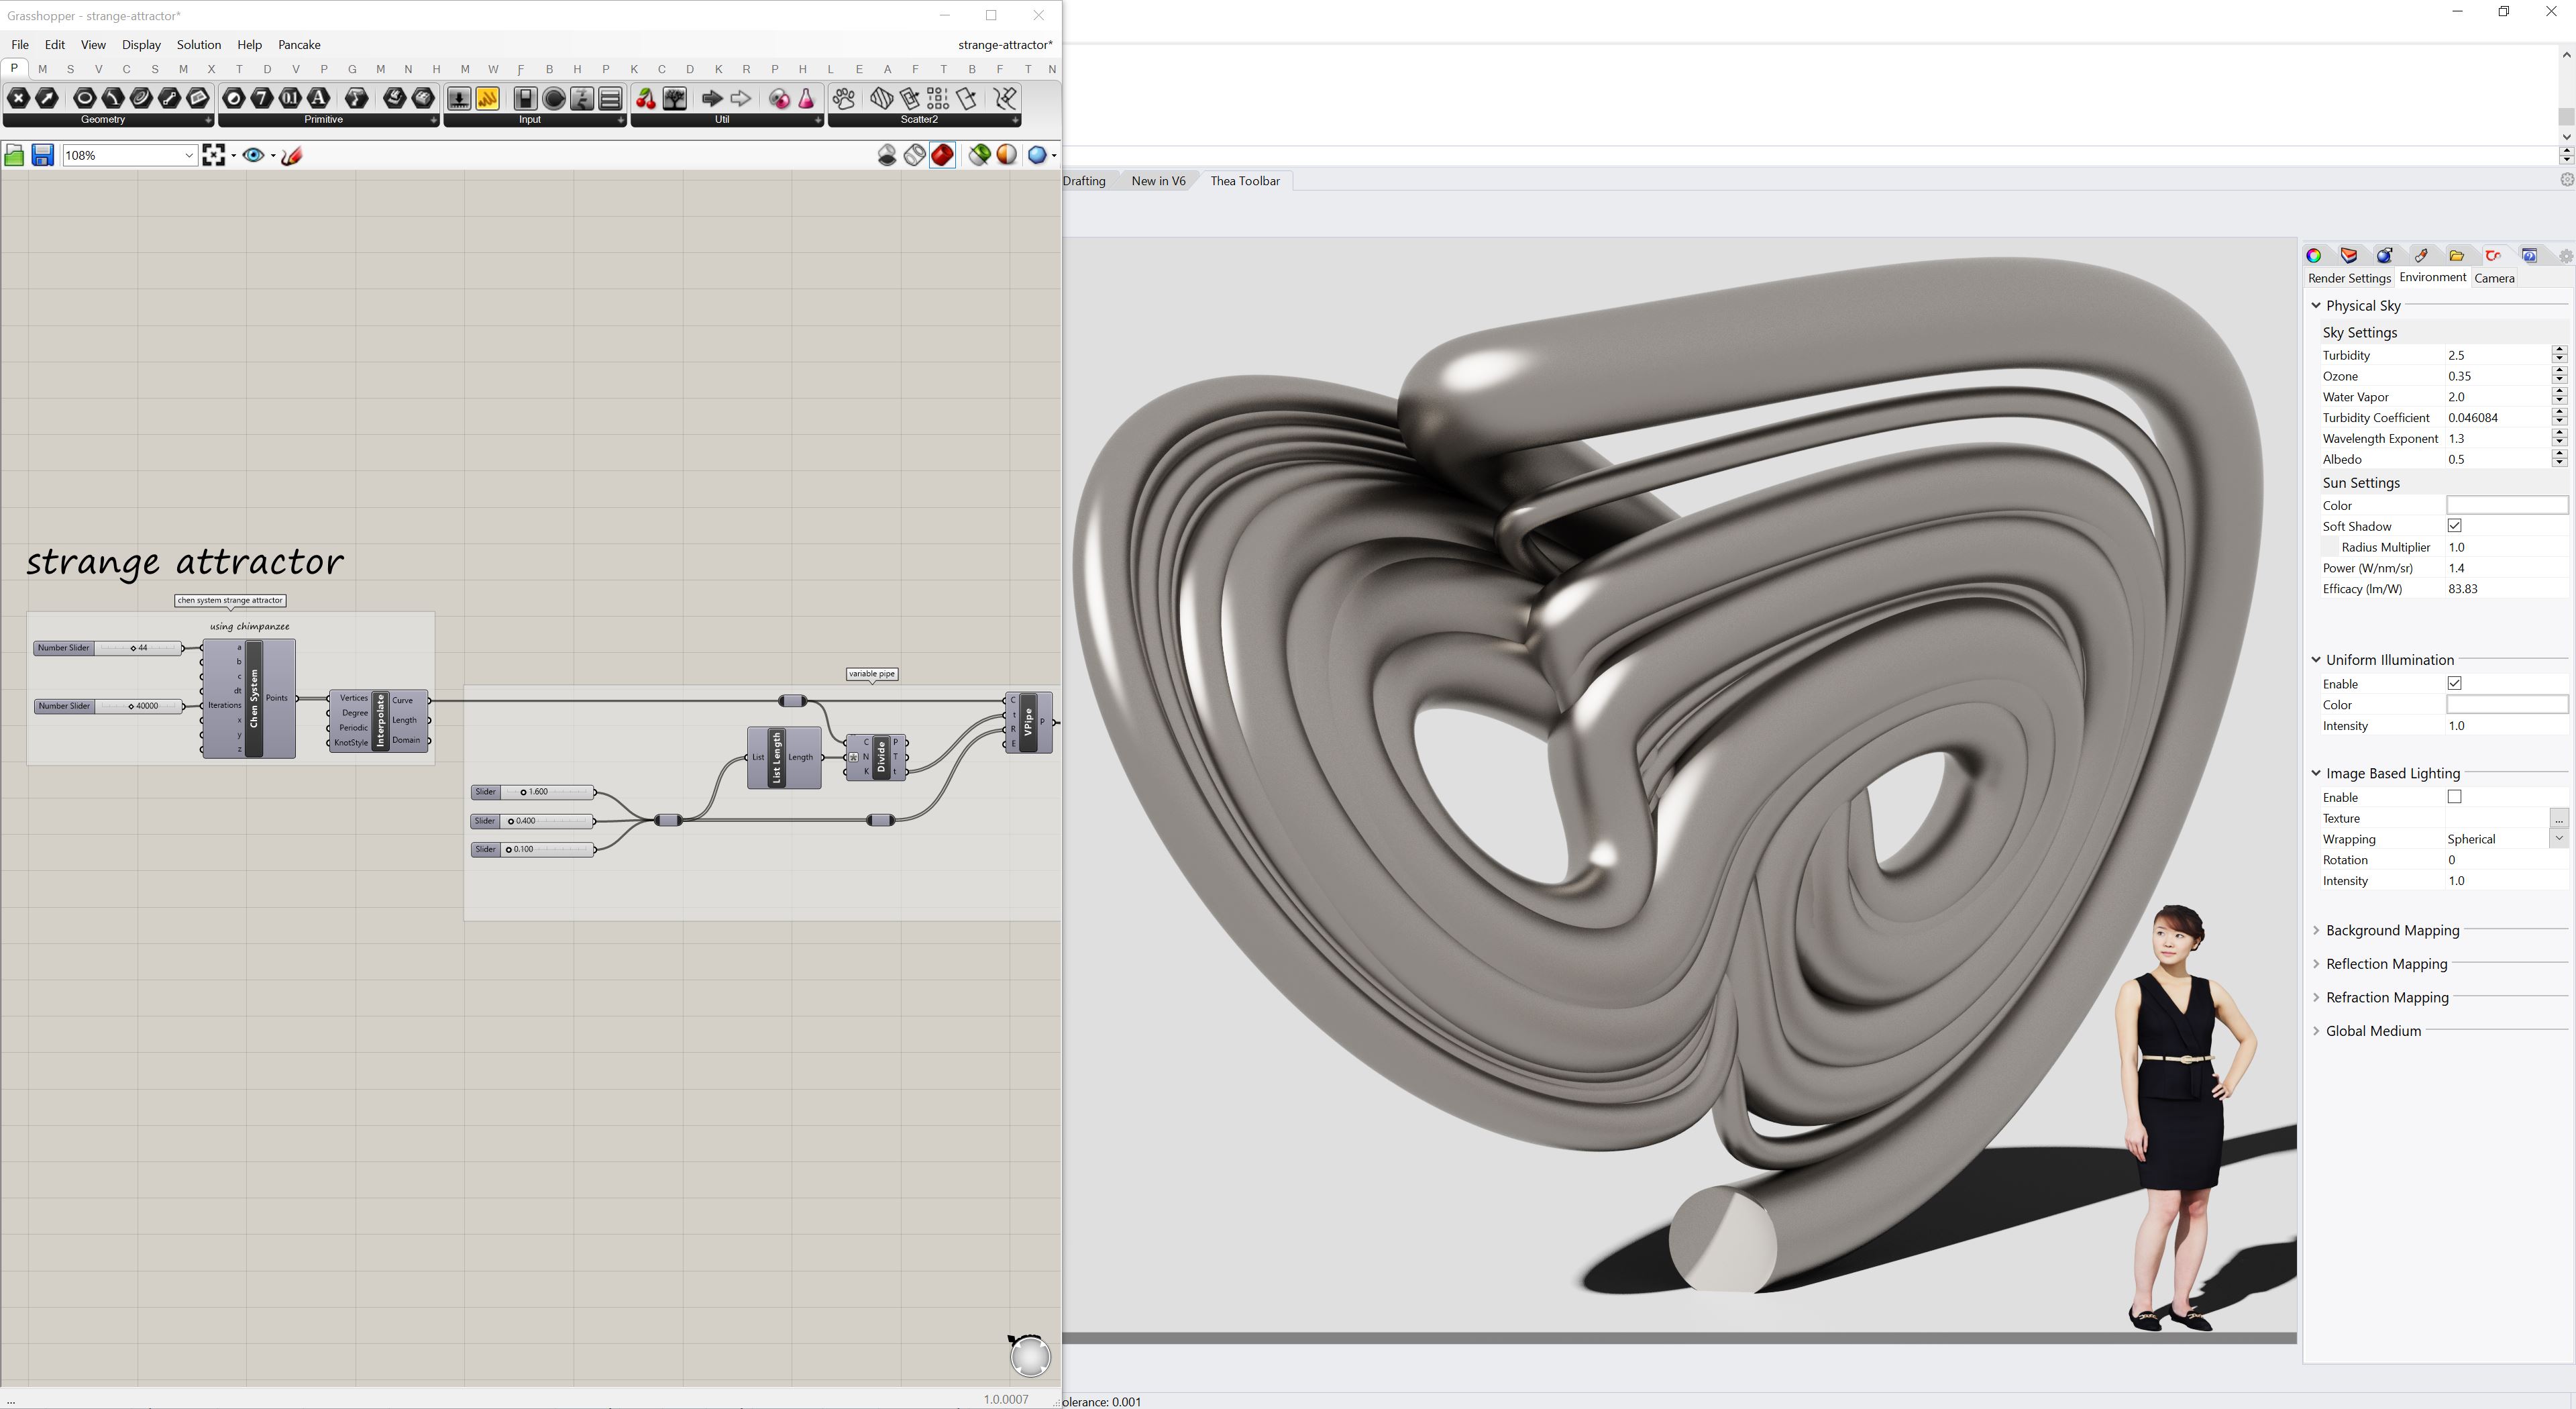 Grasshopper - strange-attractor*
File Edit View Display Solution Help Pancake strange-attractor*
P M S V C S M X T D V P G M N H M W F B H P K C D K R P H L E A F T B F T N
Geometry Primitive Input Util Scatter2
108%
Drafting New in V6 Thea Toolbar
strange attractor
chen system strange attractor
using chimpanzee
Number Slider 44
Number Slider 40000
a
b
c
dt
Iterations
x
y
z
Chen System
Points
Vertices
Degree
Periodic
KnotStyle
Interpolate
Curve
Length
Domain
variable pipe
List
List Length
Length
C
N
K
Divide
P
T
t
C
t
R
E
VPipe
P
Slider 1.600
Slider 0.400
Slider 0.100
1.0.0007
...
olerance: 0.001
Render Settings Environment Camera
Physical Sky
Sky Settings
Turbidity 2.5
Ozone 0.35
Water Vapor 2.0
Turbidity Coefficient 0.046084
Wavelength Exponent 1.3
Albedo 0.5
Sun Settings
Color
Soft Shadow
Radius Multiplier 1.0
Power (W/nm/sr) 1.4
Efficacy (lm/W) 83.83
Uniform Illumination
Enable
Color
Intensity 1.0
Image Based Lighting
Enable
Texture ...
Wrapping Spherical
Rotation 0
Intensity 1.0
Background Mapping
Reflection Mapping
Refraction Mapping
Global Medium